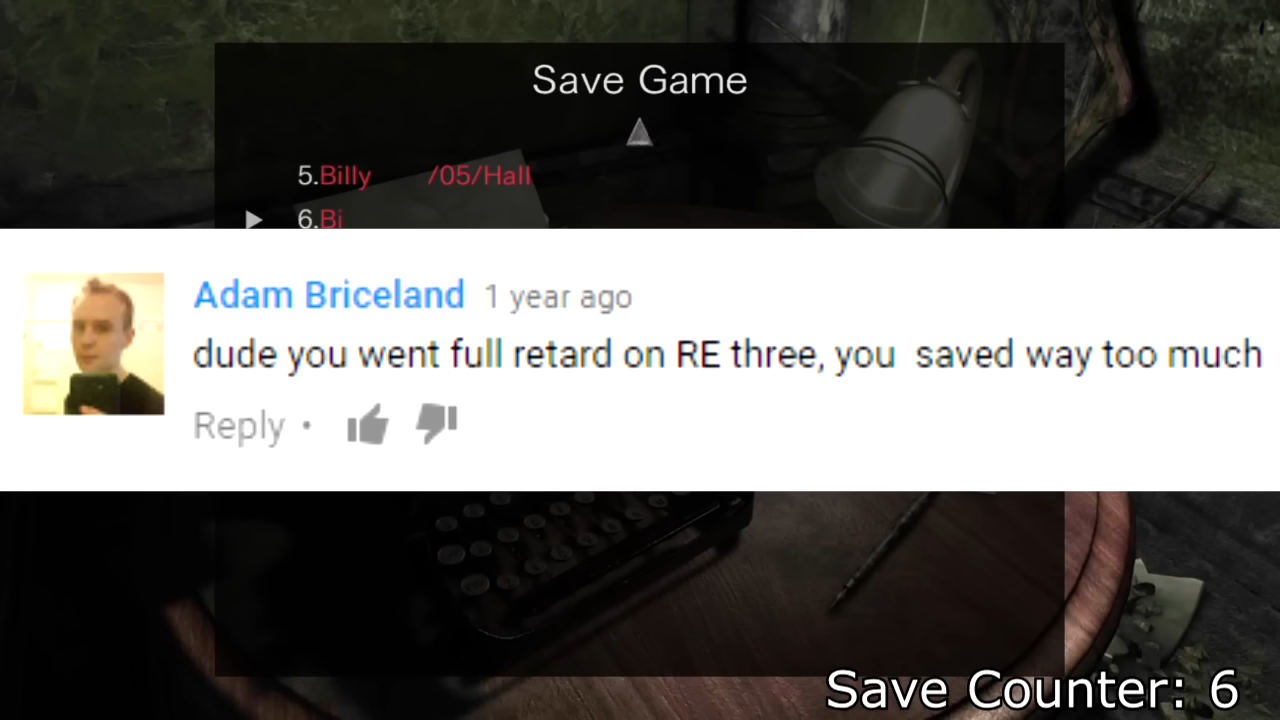 Save Game
5.Billy /05/Hall
6.Bi
Adam Briceland 1 year ago
dude you went full retard on RE three, you saved way too much
Reply •
Save Counter: 6